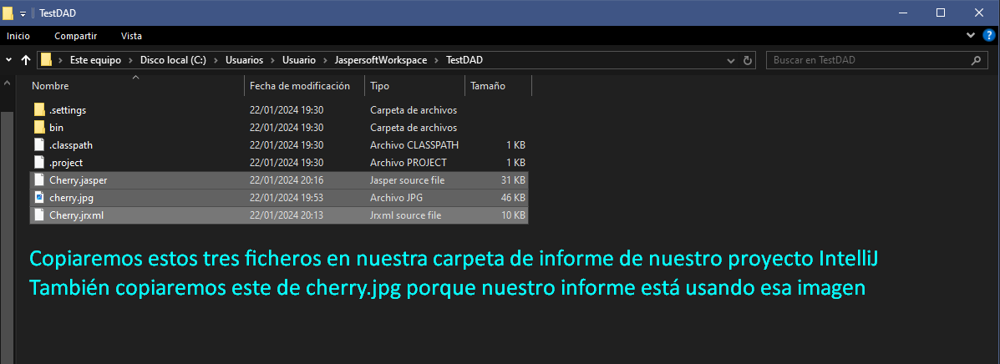 TestDAD
Inicio Compartir Vista
Este equipo Disco local (C:) Usuarios Usuario JaspersoftWorkspace TestDAD Buscar en TestDAD
Nombre Fecha de modificación Tipo Tamaño
.settings 22/01/2024 19:30 Carpeta de archivos
bin 22/01/2024 19:30 Carpeta de archivos
.classpath 22/01/2024 19:30 Archivo CLASSPATH 1 KB
.project 22/01/2024 19:30 Archivo PROJECT 1 KB
Cherry.jasper 22/01/2024 20:16 Jasper source file 31 KB
cherry.jpg 22/01/2024 19:53 Archivo JPG 46 KB
Cherry.jrxml 22/01/2024 20:13 Jrxml source file 10 KB
Copiaremos estos tres ficheros en nuestra carpeta de informe de nuestro proyecto IntelliJ
También copiaremos este de cherry.jpg porque nuestro informe está usando esa imagen